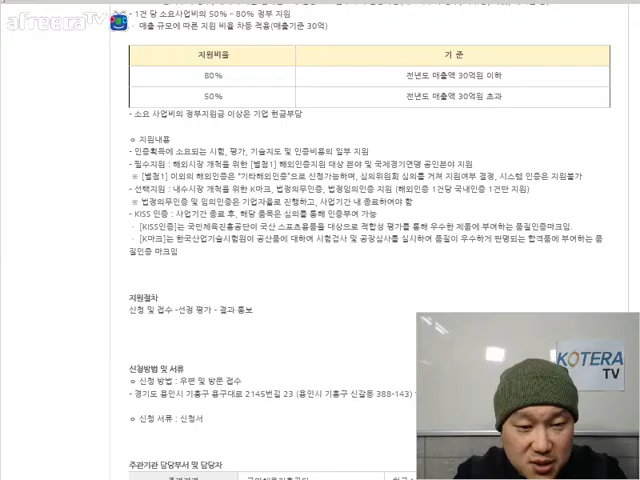 afreecaTV
- 1건 당 소요사업비의 50% ~ 80% 정부 지원
· 매출 규모에 따른 지원 비율 차등 적용(매출기준 30억)
지원비율 기 준
80% 전년도 매출액 30억원 이하
50% 전년도 매출액 30억원 초과
- 소요 사업비의 정부지원금 이상은 기업 현금부담
ㅇ 지원내용
- 인증획득에 소요되는 시험, 평가, 기술지도 및 인증비용의 일부 지원
- 필수지원 : 해외시장 개척을 위한 [별첨1] 해외인증지원 대상 분야 및 국제경기연맹 공인분야 지원
※ [별첨1] 이외의 해외인증은 "기타해외인증"으로 신청가능하며, 심의위원회 심의를 거쳐 지원여부 결정, 시스템 인증은 지원불가
- 선택지원 : 내수시장 개척을 위한 K마크, 법정의무인증, 법정임의인증 지원 (해외인증 1건당 국내인증 1건만 지원)
※ 법정의무인증 및 임의인증은 기업자율로 진행하고, 사업기간 내 종료하여야 함
- KISS 인증 : 사업기간 종료 후, 해당 품목은 심의를 통해 인증부여 가능
· [KISS인증]는 국민체육진흥공단이 국산 스포츠용품을 대상으로 적합성 평가를 통해 우수한 제품에 부여하는 품질인증마크임.
· [K마크]는 한국산업기술시험원이 공산품에 대하여 시험검사 및 공장심사를 실시하여 품질이 우수하게 판명되는 합격품에 부여하는 품
질인증 마크임
지원절차
신청 및 접수 -선정 평가 - 결과 통보
신청방법 및 서류
ㅇ 신청 방법 : 우편 및 방문 접수
- 경기도 용인시 기흥구 용구대로 2145번길 23 (용인시 기흥구 신갈동 388-143)
ㅇ 신청 서류 : 신청서
주관기관 담당부서 및 담당자
KOTERA
TV